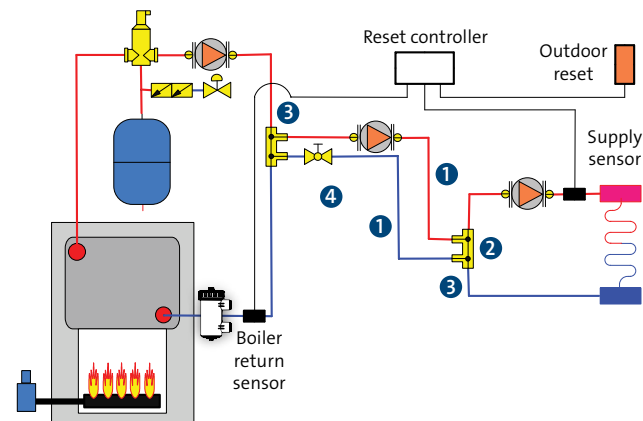 Reset controller
Outdoor
reset
Supply
sensor
3
1
4
1
2
3
Boiler
return
sensor